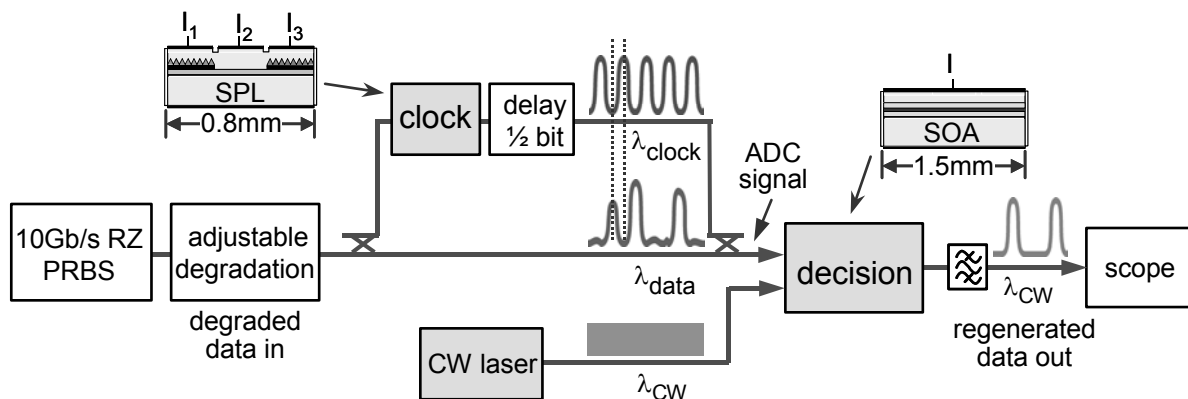 I1 I2 I3
SPL
0.8mm
clock
delay
½ bit
λclock
ADC
signal
I
SOA
1.5mm
10Gb/s RZ
PRBS
adjustable
degradation
degraded
data in
λdata
decision
λCW
regenerated
data out
scope
CW laser
λCW